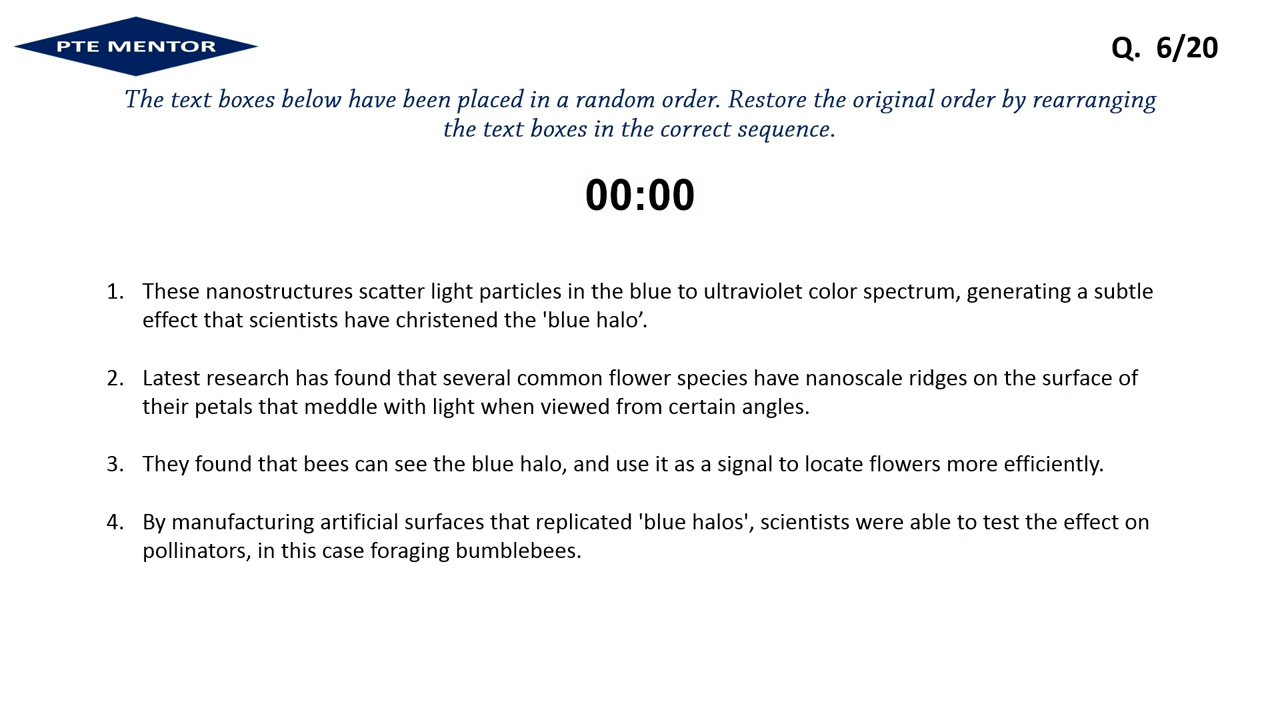 PTE MENTOR
Q. 6/20
The text boxes below have been placed in a random order. Restore the original order by rearranging
the text boxes in the correct sequence.
00:00
1. These nanostructures scatter light particles in the blue to ultraviolet color spectrum, generating a subtle
effect that scientists have christened the 'blue halo’.
2. Latest research has found that several common flower species have nanoscale ridges on the surface of
their petals that meddle with light when viewed from certain angles.
3. They found that bees can see the blue halo, and use it as a signal to locate flowers more efficiently.
4. By manufacturing artificial surfaces that replicated 'blue halos', scientists were able to test the effect on
pollinators, in this case foraging bumblebees.